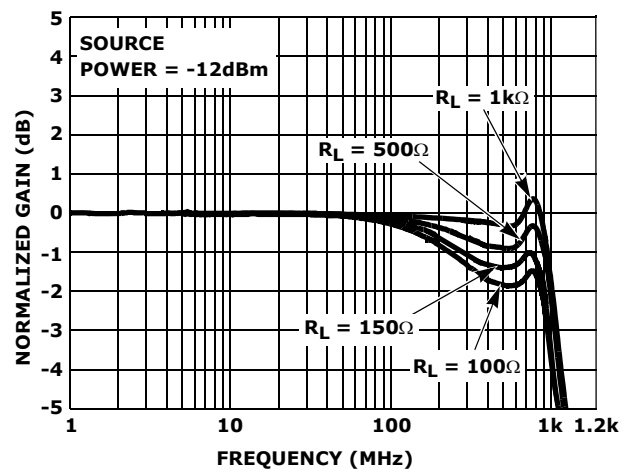 SOURCE
POWER = -12dBm
5
4
3
2
1
0
-1
-2
-3
-4
-5
NORMALIZED GAIN (dB)
RL = 1kΩ
RL = 500Ω
RL = 150Ω
RL = 100Ω
1 10 100 1k 1.2k
FREQUENCY (MHz)